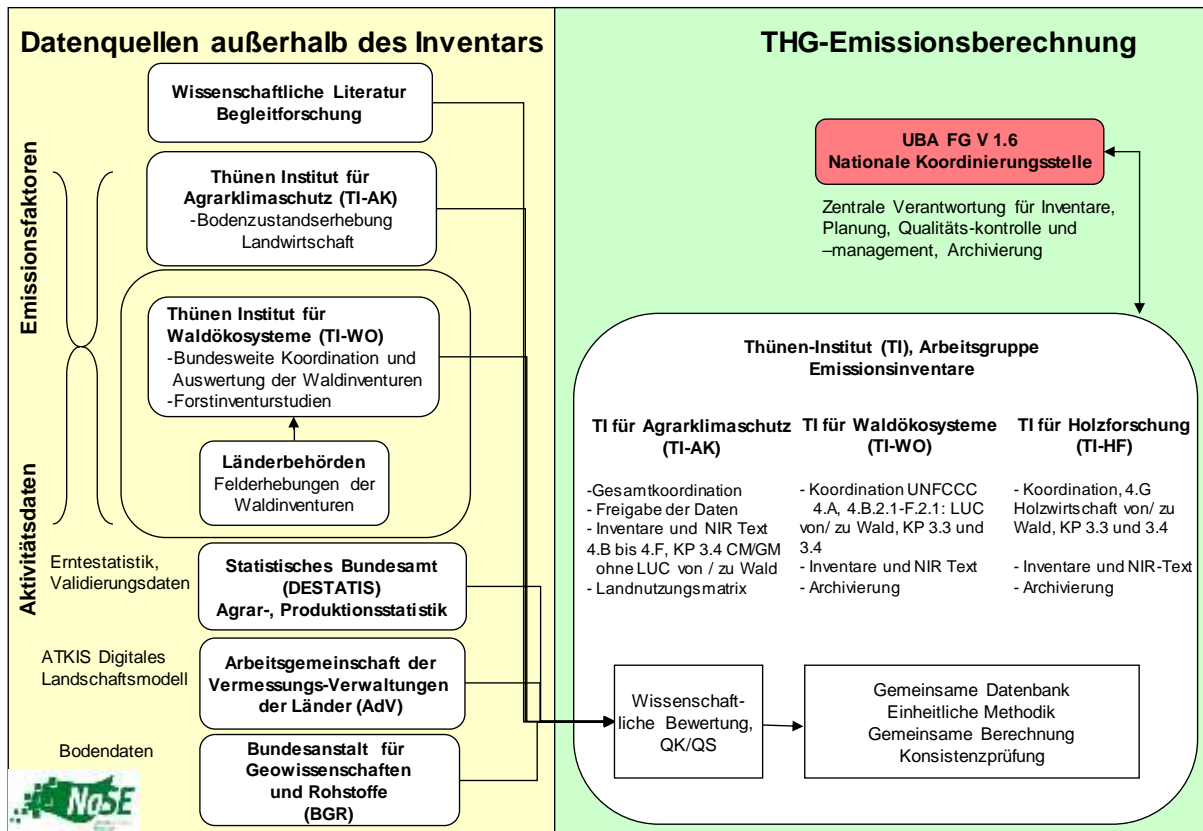 Datenquellen außerhalb des Inventars
Emissionsfaktoren
Aktivitätsdaten
Wissenschaftliche Literatur
Begleitforschung
Thünen Institut für
Agrarklimaschutz (TI-AK)
-Bodenzustandserhebung
Landwirtschaft
Thünen Institut für
Waldökosysteme (TI-WO)
-Bundesweite Koordination und
Auswertung der Waldinventuren
-Forstinventurstudien
Länderbehörden
Felderhebungen der
Waldinventuren
Erntestatistik,
Validierungsdaten
Statistisches Bundesamt
(DESTATIS)
Agrar-, Produktionsstatistik
ATKIS Digitales
Landschaftsmodell
Arbeitsgemeinschaft der
Vermessungs-Verwaltungen
der Länder (AdV)
Bodendaten
Bundesanstalt für
Geowissenschaften
und Rohstoffe
(BGR)
NaSE
THG-Emissionsberechnung
UBA FG V 1.6
Nationale Koordinierungsstelle
Zentrale Verantwortung für Inventare,
Planung, Qualitäts-kontrolle und
–management, Archivierung
Thünen-Institut (TI), Arbeitsgruppe
Emissionsinventare
TI für Agrarklimaschutz
(TI-AK)
-Gesamtkoordination
- Freigabe der Daten
- Inventare und NIR Text
4.B bis 4.F, KP 3.4 CM/GM
ohne LUC von / zu Wald
- Landnutzungsmatrix
TI für Waldökosysteme
(TI-WO)
- Koordination UNFCCC
4.A, 4.B.2.1-F.2.1: LUC
von/ zu Wald, KP 3.3 und
3.4
- Inventare und NIR Text
- Archivierung
TI für Holzforschung
(TI-HF)
- Koordination, 4.G
Holzwirtschaft von/ zu
Wald, KP 3.3 und 3.4
- Inventare und NIR-Text
- Archivierung
Wissenschaft-
liche Bewertung,
QK/QS
Gemeinsame Datenbank
Einheitliche Methodik
Gemeinsame Berechnung
Konsistenzprüfung